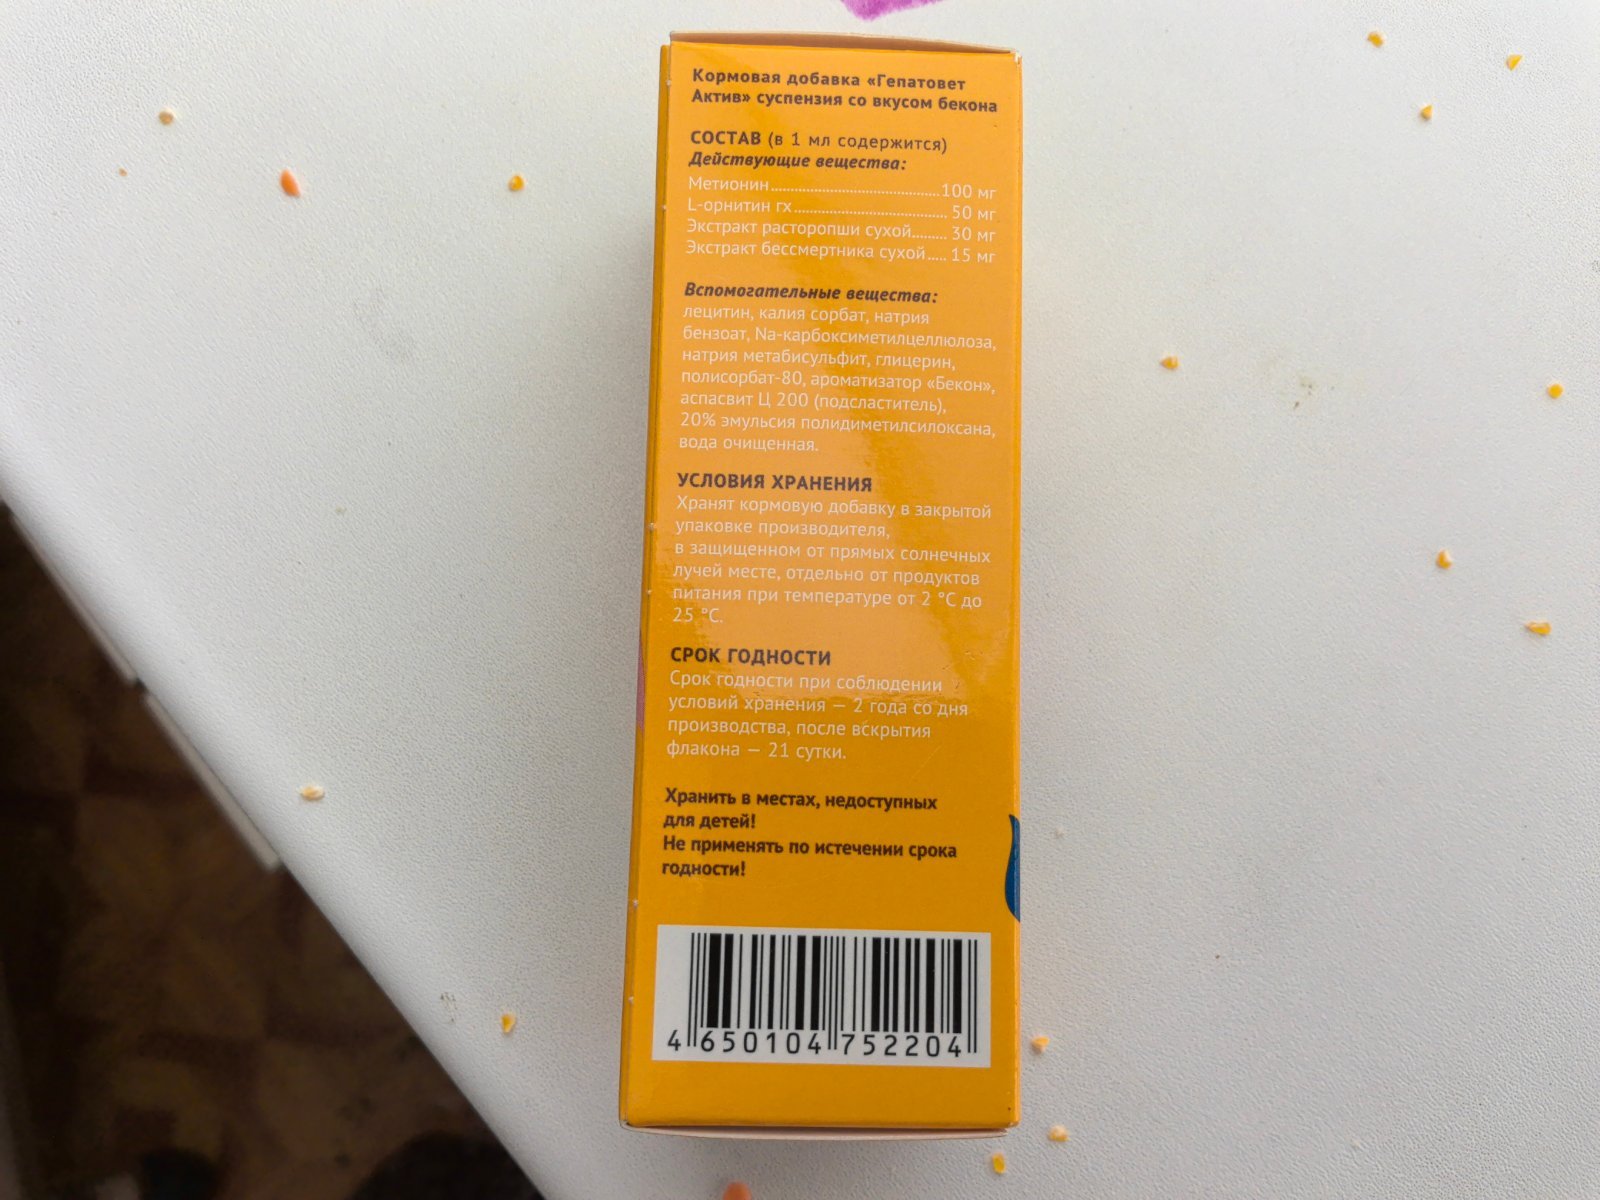 Кормовая добавка «Гепатовет
Актив» суспензия со вкусом бекона
СОСТАВ (в 1 мл содержится)
Действующие вещества:
Метионин........................................100 мг
L-орнитин гх.................................... 50 мг
Экстракт расторопши сухой......... 30 мг
Экстракт бессмертника сухой..... 15 мг
Вспомогательные вещества:
лецитин, калия сорбат, натрия
бензоат, Na-карбоксиметилцеллюлоза,
натрия метабисульфит, глицерин,
полисорбат-80, ароматизатор «Бекон»,
аспасвит Ц 200 (подсластитель),
20% эмульсия полидиметилсилоксана,
вода очищенная.
УСЛОВИЯ ХРАНЕНИЯ
Хранят кормовую добавку в закрытой
упаковке производителя,
в защищенном от прямых солнечных
лучей месте, отдельно от продуктов
питания при температуре от 2 °С до
25 °С.
СРОК ГОДНОСТИ
Срок годности при соблюдении
условий хранения — 2 года со дня
производства, после вскрытия
флакона — 21 сутки.
Хранить в местах, недоступных
для детей!
Не применять по истечении срока
годности!
4 650104 752204